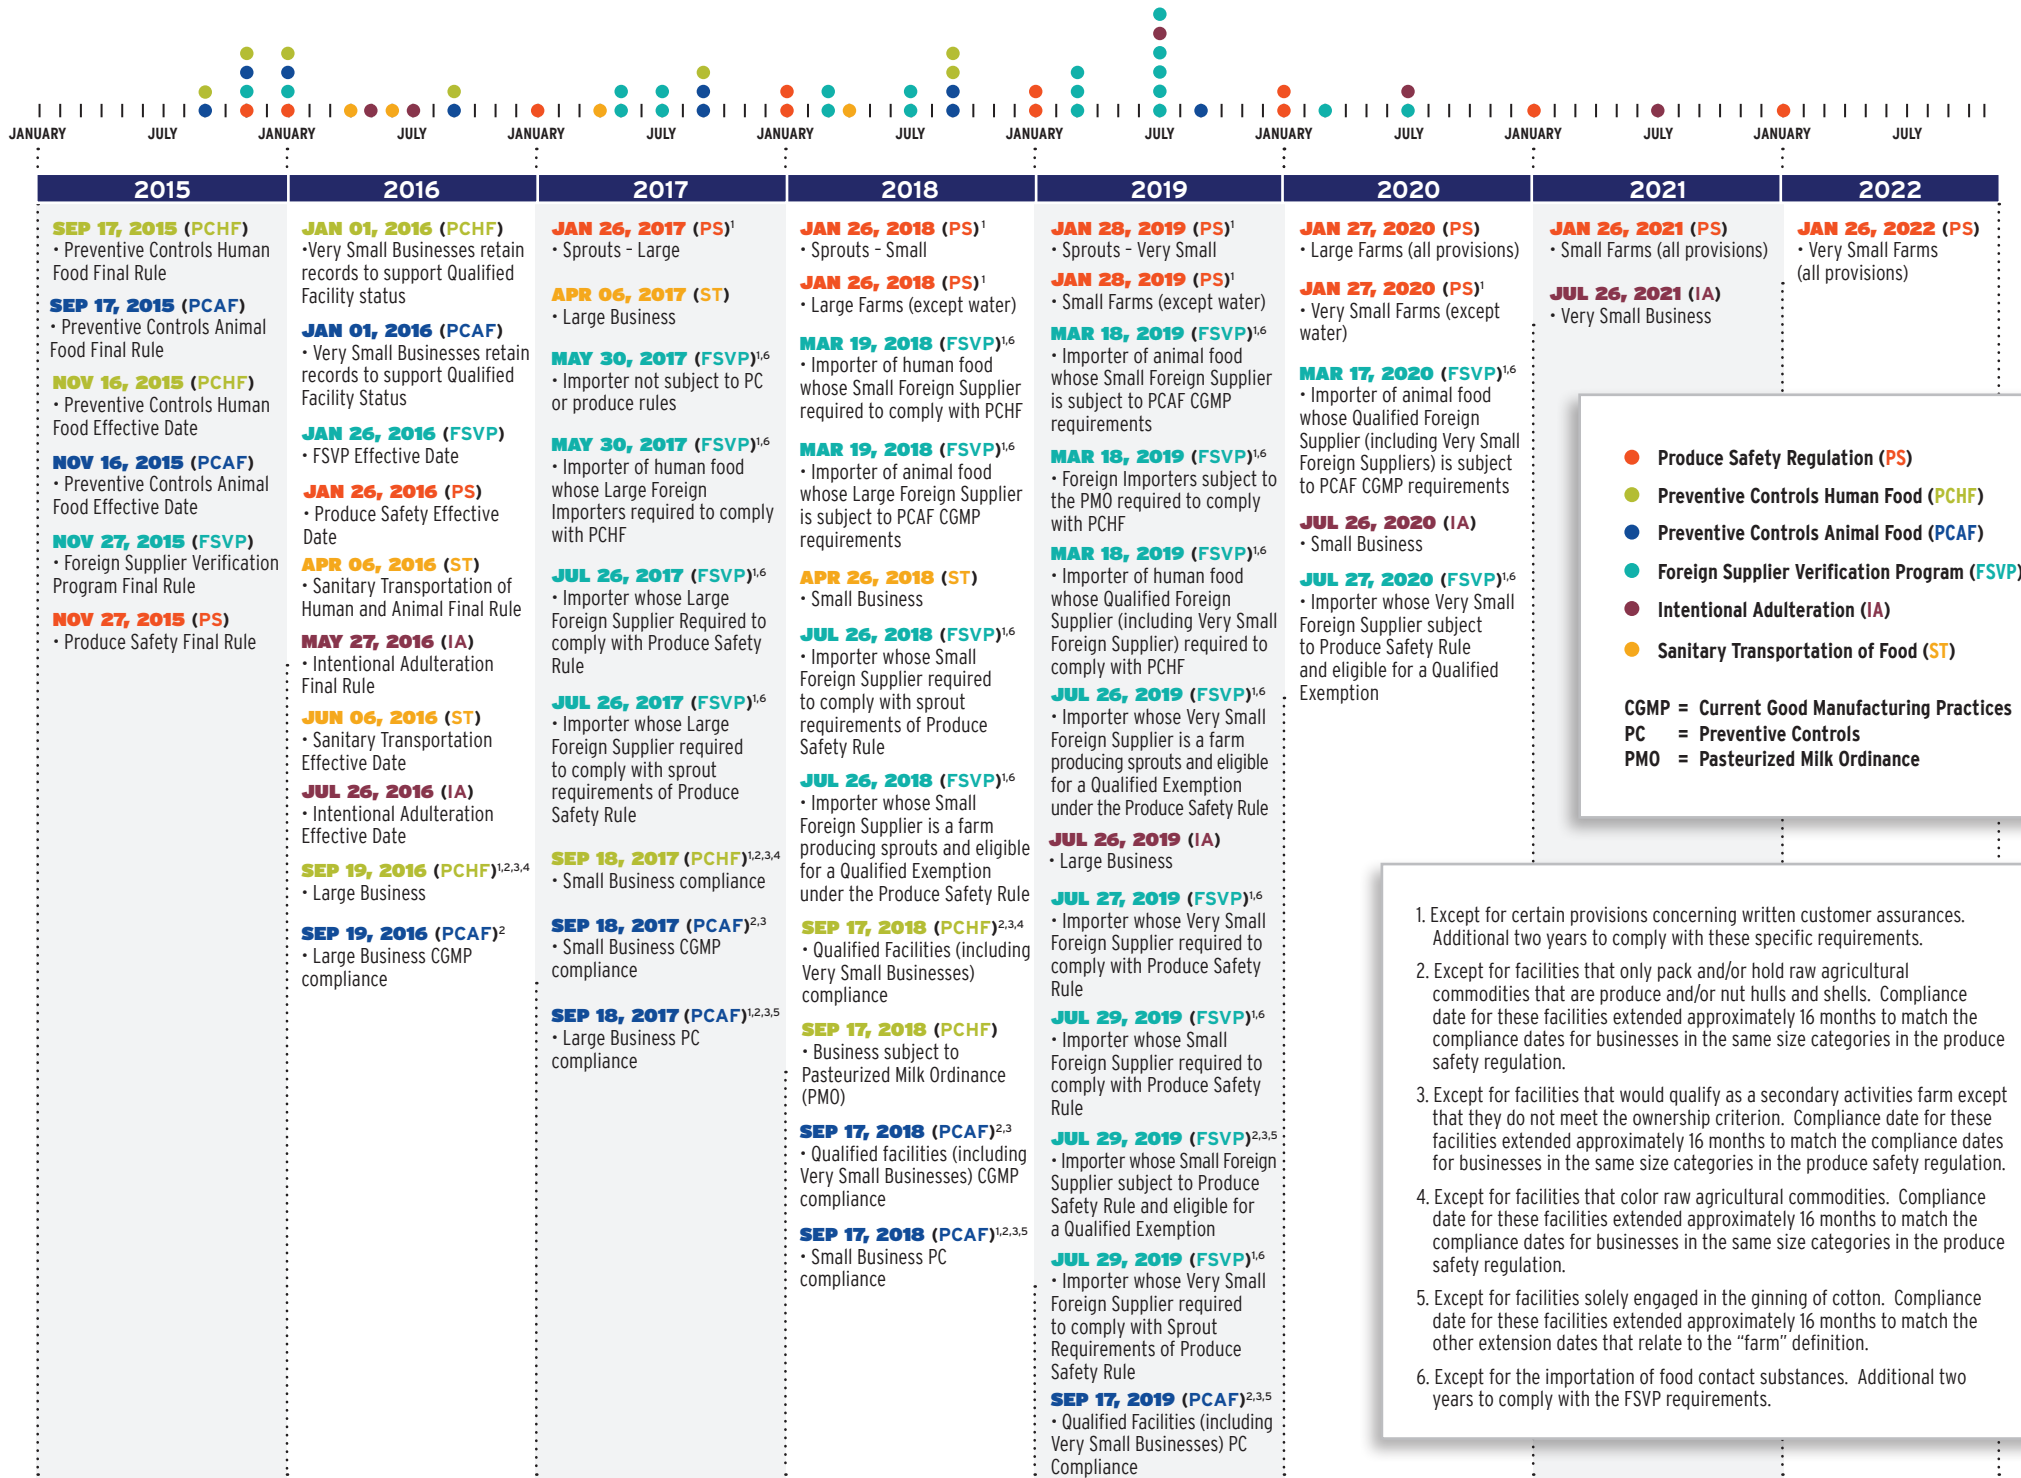 JANUARY
JULY
JANUARY
JULY
JANUARY
JULY
JANUARY
JULY
JANUARY
JULY
JANUARY
JULY
JANUARY
JULY
JANUARY
JULY
2015
2016
2017
2018
2019
2020
2021
2022
SEP 17, 2015 (PCHF)
• Preventive Controls Human
Food Final Rule
SEP 17, 2015 (PCAF)
• Preventive Controls Animal
Food Final Rule
NOV 16, 2015 (PCHF)
• Preventive Controls Human
Food Effective Date
NOV 16, 2015 (PCAF)
• Preventive Controls Animal
Food Effective Date
NOV 27, 2015 (FSVP)
• Foreign Supplier Verification
Program Final Rule
NOV 27, 2015 (PS)
• Produce Safety Final Rule
JAN 01, 2016 (PCHF)
•Very Small Businesses retain
records to support Qualified
Facility status
JAN 01, 2016 (PCAF)
• Very Small Businesses retain
records to support Qualified
Facility Status
JAN 26, 2016 (FSVP)
• FSVP Effective Date
JAN 26, 2016 (PS)
• Produce Safety Effective
Date
APR 06, 2016 (ST)
• Sanitary Transportation of
Human and Animal Final Rule
MAY 27, 2016 (IA)
• Intentional Adulteration
Final Rule
JUN 06, 2016 (ST)
• Sanitary Transportation
Effective Date
JUL 26, 2016 (IA)
• Intentional Adulteration
Effective Date
SEP 19, 2016 (PCHF)1,2,3,4
• Large Business
SEP 19, 2016 (PCAF)2
• Large Business CGMP
compliance
JAN 26, 2017 (PS)1
• Sprouts - Large
APR 06, 2017 (ST)
• Large Business
MAY 30, 2017 (FSVP)1,6
• Importer not subject to PC
or produce rules
MAY 30, 2017 (FSVP)1,6
• Importer of human food
whose Large Foreign
Importers required to comply
with PCHF
JUL 26, 2017 (FSVP)1,6
• Importer whose Large
Foreign Supplier Required to
comply with Produce Safety
Rule
JUL 26, 2017 (FSVP)1,6
• Importer whose Large
Foreign Supplier required
to comply with sprout
requirements of Produce
Safety Rule
SEP 18, 2017 (PCHF)1,2,3,4
• Small Business compliance
SEP 18, 2017 (PCAF)2,3
• Small Business CGMP
compliance
SEP 18, 2017 (PCAF)1,2,3,5
• Large Business PC
compliance
JAN 26, 2018 (PS)1
• Sprouts - Small
JAN 26, 2018 (PS)1
• Large Farms (except water)
MAR 19, 2018 (FSVP)1,6
• Importer of human food
whose Small Foreign Supplier
required to comply with PCHF
MAR 19, 2018 (FSVP)1,6
• Importer of animal food
whose Large Foreign Supplier
is subject to PCAF CGMP
requirements
APR 26, 2018 (ST)
• Small Business
JUL 26, 2018 (FSVP)1,6
• Importer whose Small
Foreign Supplier required
to comply with sprout
requirements of Produce
Safety Rule
JUL 26, 2018 (FSVP)1,6
• Importer whose Small
Foreign Supplier is a farm
producing sprouts and eligible
for a Qualified Exemption
under the Produce Safety Rule
SEP 17, 2018 (PCHF)2,3,4
• Qualified Facilities (including
Very Small Businesses)
compliance
SEP 17, 2018 (PCHF)
• Business subject to
Pasteurized Milk Ordinance
(PMO)
SEP 17, 2018 (PCAF)2,3
• Qualified facilities (including
Very Small Businesses) CGMP
compliance
SEP 17, 2018 (PCAF)1,2,3,5
• Small Business PC
compliance
JAN 28, 2019 (PS)1
• Sprouts - Very Small
JAN 28, 2019 (PS)1
• Small Farms (except water)
MAR 18, 2019 (FSVP)1,6
• Importer of animal food
whose Small Foreign Supplier
is subject to PCAF CGMP
requirements
MAR 18, 2019 (FSVP)1,6
• Foreign Importers subject to
the PMO required to comply
with PCHF
MAR 18, 2019 (FSVP)1,6
• Importer of human food
whose Qualified Foreign
Supplier (including Very Small
Foreign Supplier) required to
comply with PCHF
JUL 26, 2019 (FSVP)1,6
• Importer whose Very Small
Foreign Supplier is a farm
producing sprouts and eligible
for a Qualified Exemption
under the Produce Safety Rule
JUL 26, 2019 (IA)
• Large Business
JUL 27, 2019 (FSVP)1,6
• Importer whose Very Small
Foreign Supplier required to
comply with Produce Safety
Rule
JUL 29, 2019 (FSVP)1,6
• Importer whose Small
Foreign Supplier required to
comply with Produce Safety
Rule
JUL 29, 2019 (FSVP)2,3,5
• Importer whose Small Foreign
Supplier subject to Produce
Safety Rule and eligible for
a Qualified Exemption
JUL 29, 2019 (FSVP)1,6
• Importer whose Very Small
Foreign Supplier required
to comply with Sprout
Requirements of Produce
Safety Rule
SEP 17, 2019 (PCAF)2,3,5
• Qualified Facilities (including
Very Small Businesses) PC
Compliance
JAN 27, 2020 (PS)
• Large Farms (all provisions)
JAN 27, 2020 (PS)1
• Very Small Farms (except
water)
MAR 17, 2020 (FSVP)1,6
• Importer of animal food
whose Qualified Foreign
Supplier (including Very Small
Foreign Suppliers) is subject
to PCAF CGMP requirements
JUL 26, 2020 (IA)
• Small Business
JUL 27, 2020 (FSVP)1,6
• Importer whose Very Small
Foreign Supplier subject
to Produce Safety Rule
and eligible for a Qualified
Exemption
JAN 26, 2021 (PS)
• Small Farms (all provisions)
JUL 26, 2021 (IA)
• Very Small Business
JAN 26, 2022 (PS)
• Very Small Farms
(all provisions)
Produce Safety Regulation (PS)
Preventive Controls Human Food (PCHF)
Preventive Controls Animal Food (PCAF)
Foreign Supplier Verification Program (FSVP)
Intentional Adulteration (IA)
Sanitary Transportation of Food (ST)
CGMP = Current Good Manufacturing Practices
PC = Preventive Controls
PMO = Pasteurized Milk Ordinance
1. Except for certain provisions concerning written customer assurances.
Additional two years to comply with these specific requirements.
2. Except for facilities that only pack and/or hold raw agricultural
commodities that are produce and/or nut hulls and shells. Compliance
date for these facilities extended approximately 16 months to match the
compliance dates for businesses in the same size categories in the produce
safety regulation.
3. Except for facilities that would qualify as a secondary activities farm except
that they do not meet the ownership criterion. Compliance date for these
facilities extended approximately 16 months to match the compliance dates
for businesses in the same size categories in the produce safety regulation.
4. Except for facilities that color raw agricultural commodities. Compliance
date for these facilities extended approximately 16 months to match the
compliance dates for businesses in the same size categories in the produce
safety regulation.
5. Except for facilities solely engaged in the ginning of cotton. Compliance
date for these facilities extended approximately 16 months to match the
other extension dates that relate to the “farm” definition.
6. Except for the importation of food contact substances. Additional two
years to comply with the FSVP requirements.